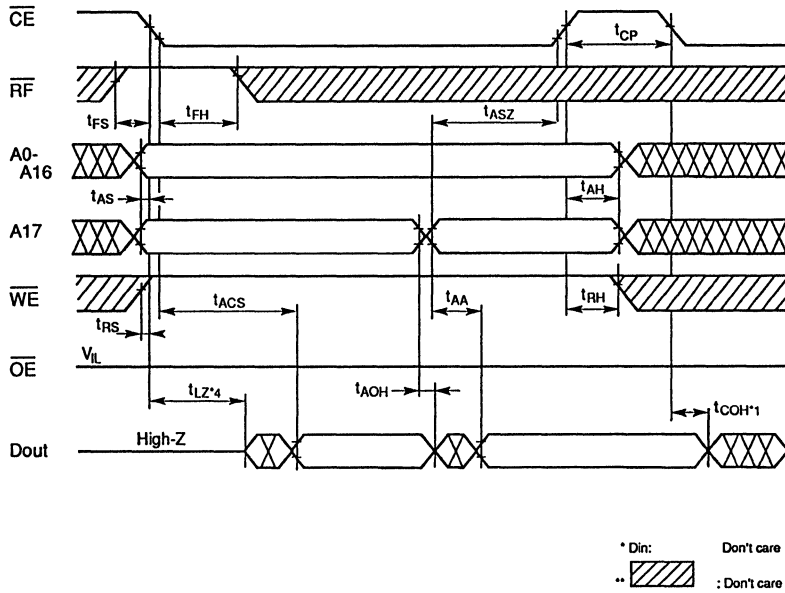 CE
tCP
RF
tFS
tFH
tASZ
A0-
A16
tAS
tAH
A17
WE
tACS
tAA
tRH
tRS
VIL
OE
tLZ*4
tAOH
tCOH*1
High-Z
Dout
* Din: Don't care
** : Don't care